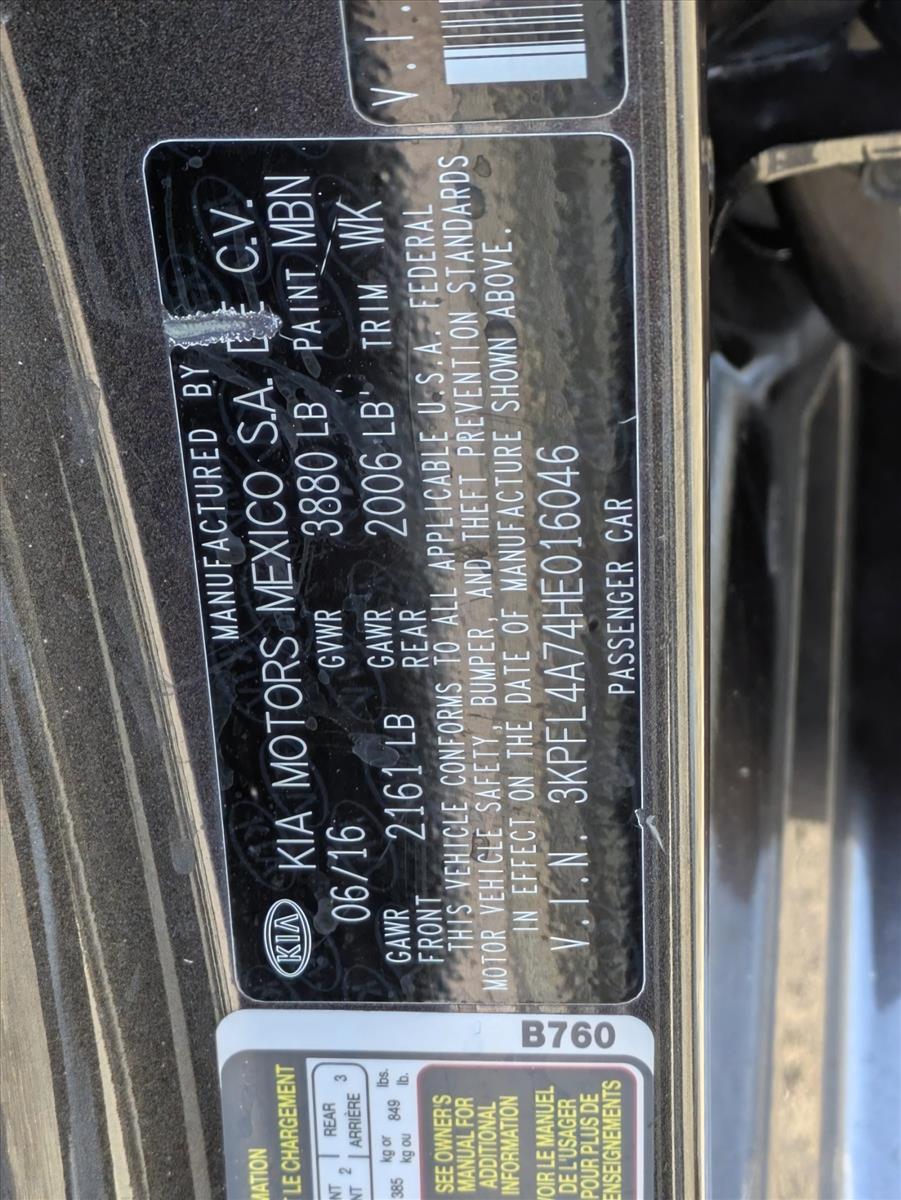 V.I.
MANUFACTURED BY
KIA MOTORS MEXICO S.A. DE C.V.
KIA
06/16 GVWR 3880 LB PAINT MBN
GAWR FRONT 2161 LB GAWR REAR 2006 LB TRIM WK
THIS VEHICLE CONFORMS TO ALL APPLICABLE U.S.A. FEDERAL
MOTOR VEHICLE SAFETY, BUMPER, AND THEFT PREVENTION STANDARDS
IN EFFECT ON THE DATE OF MANUFACTURE SHOWN ABOVE.
V.I.N. 3KPFL4A74HE016046
PASSENGER CAR
B760
ET LE CHARGEMENT
2 REAR 3
ARRIÈRE
385 kg or 849 lbs.
kg ou lb.
SEE OWNER'S
MANUAL FOR
ADDITIONAL
INFORMATION
VOIR LE MANUEL
DE L'USAGER
POUR PLUS DE
RENSEIGNEMENTS